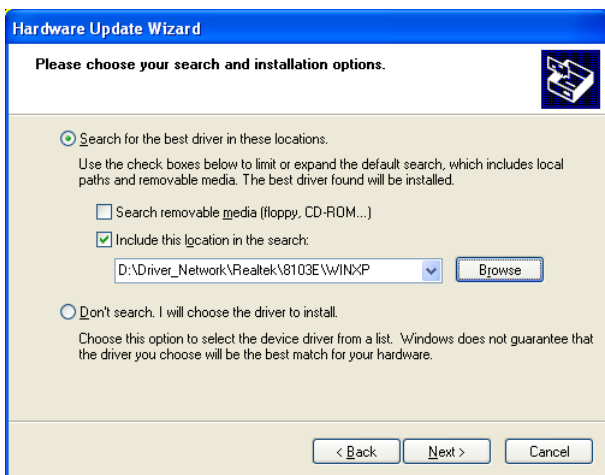 Hardware Update Wizard
Please choose your search and installation options.
Search for the best driver in these locations.
Use the check boxes below to limit or expand the default search, which includes local
paths and removable media. The best driver found will be installed.
Search removable media (floppy, CD-ROM...)
Include this location in the search:
D:\Driver_Network\Realtek\8103E\WINXP
Browse
Don't search. I will choose the driver to install.
Choose this option to select the device driver from a list. Windows does not guarantee that
the driver you choose will be the best match for your hardware.
< Back
Next >
Cancel